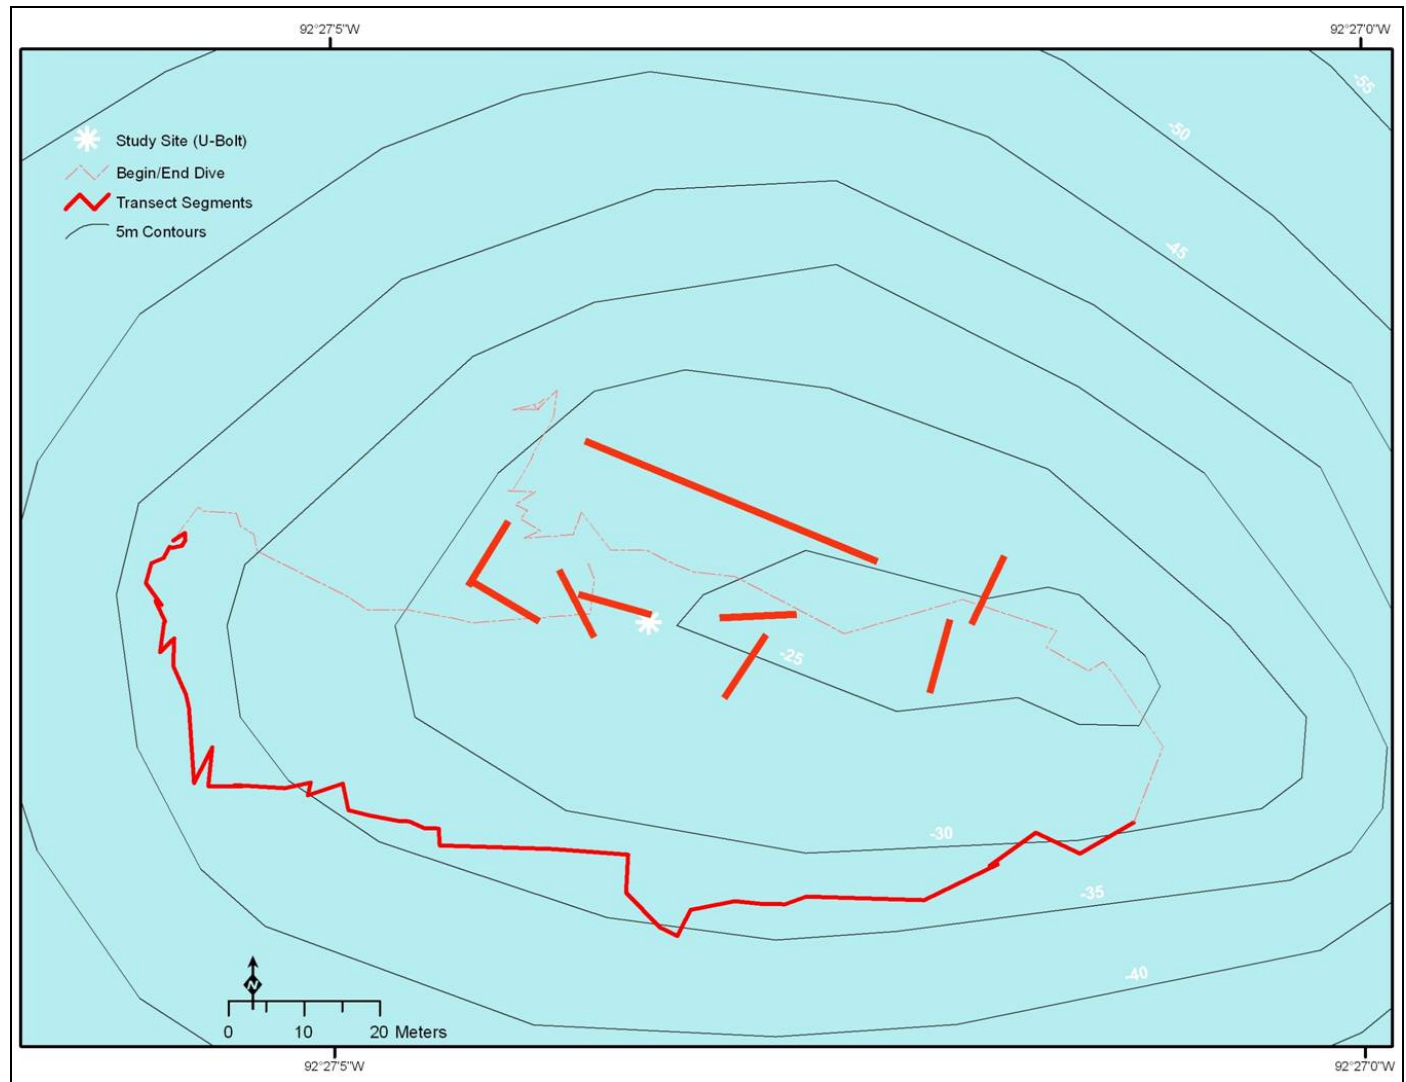 92°27'5"W 92°27'0"W
-55
-50
Study Site (U-Bolt)
Begin/End Dive
Transect Segments
5m Contours
-45
-25
-30
-35
-40
N
0 10 20 Meters
92°27'5"W 92°27'0"W